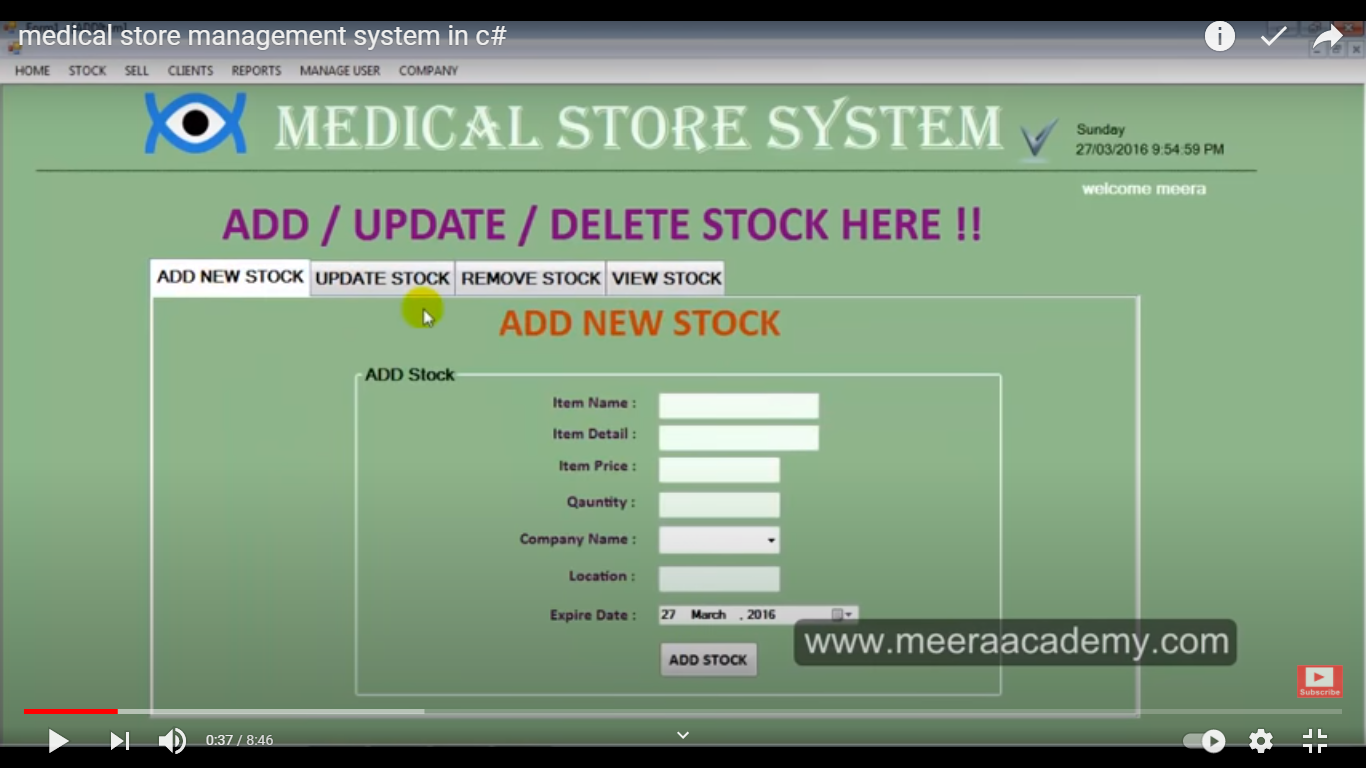 medical store management system in c#
HOME STOCK SELL CLIENTS REPORTS MANAGE USER COMPANY
MEDICAL STORE SYSTEM
Sunday
27/03/2016 9:54:59 PM
welcome meera
ADD / UPDATE / DELETE STOCK HERE !!
ADD NEW STOCK UPDATE STOCK REMOVE STOCK VIEW STOCK
ADD NEW STOCK
ADD Stock
Item Name :
Item Detail :
Item Price :
Qauntity :
Company Name :
Location :
Expire Date : 27 March , 2016
www.meeraacademy.com
ADD STOCK
Subscribe
0:37 / 8:46